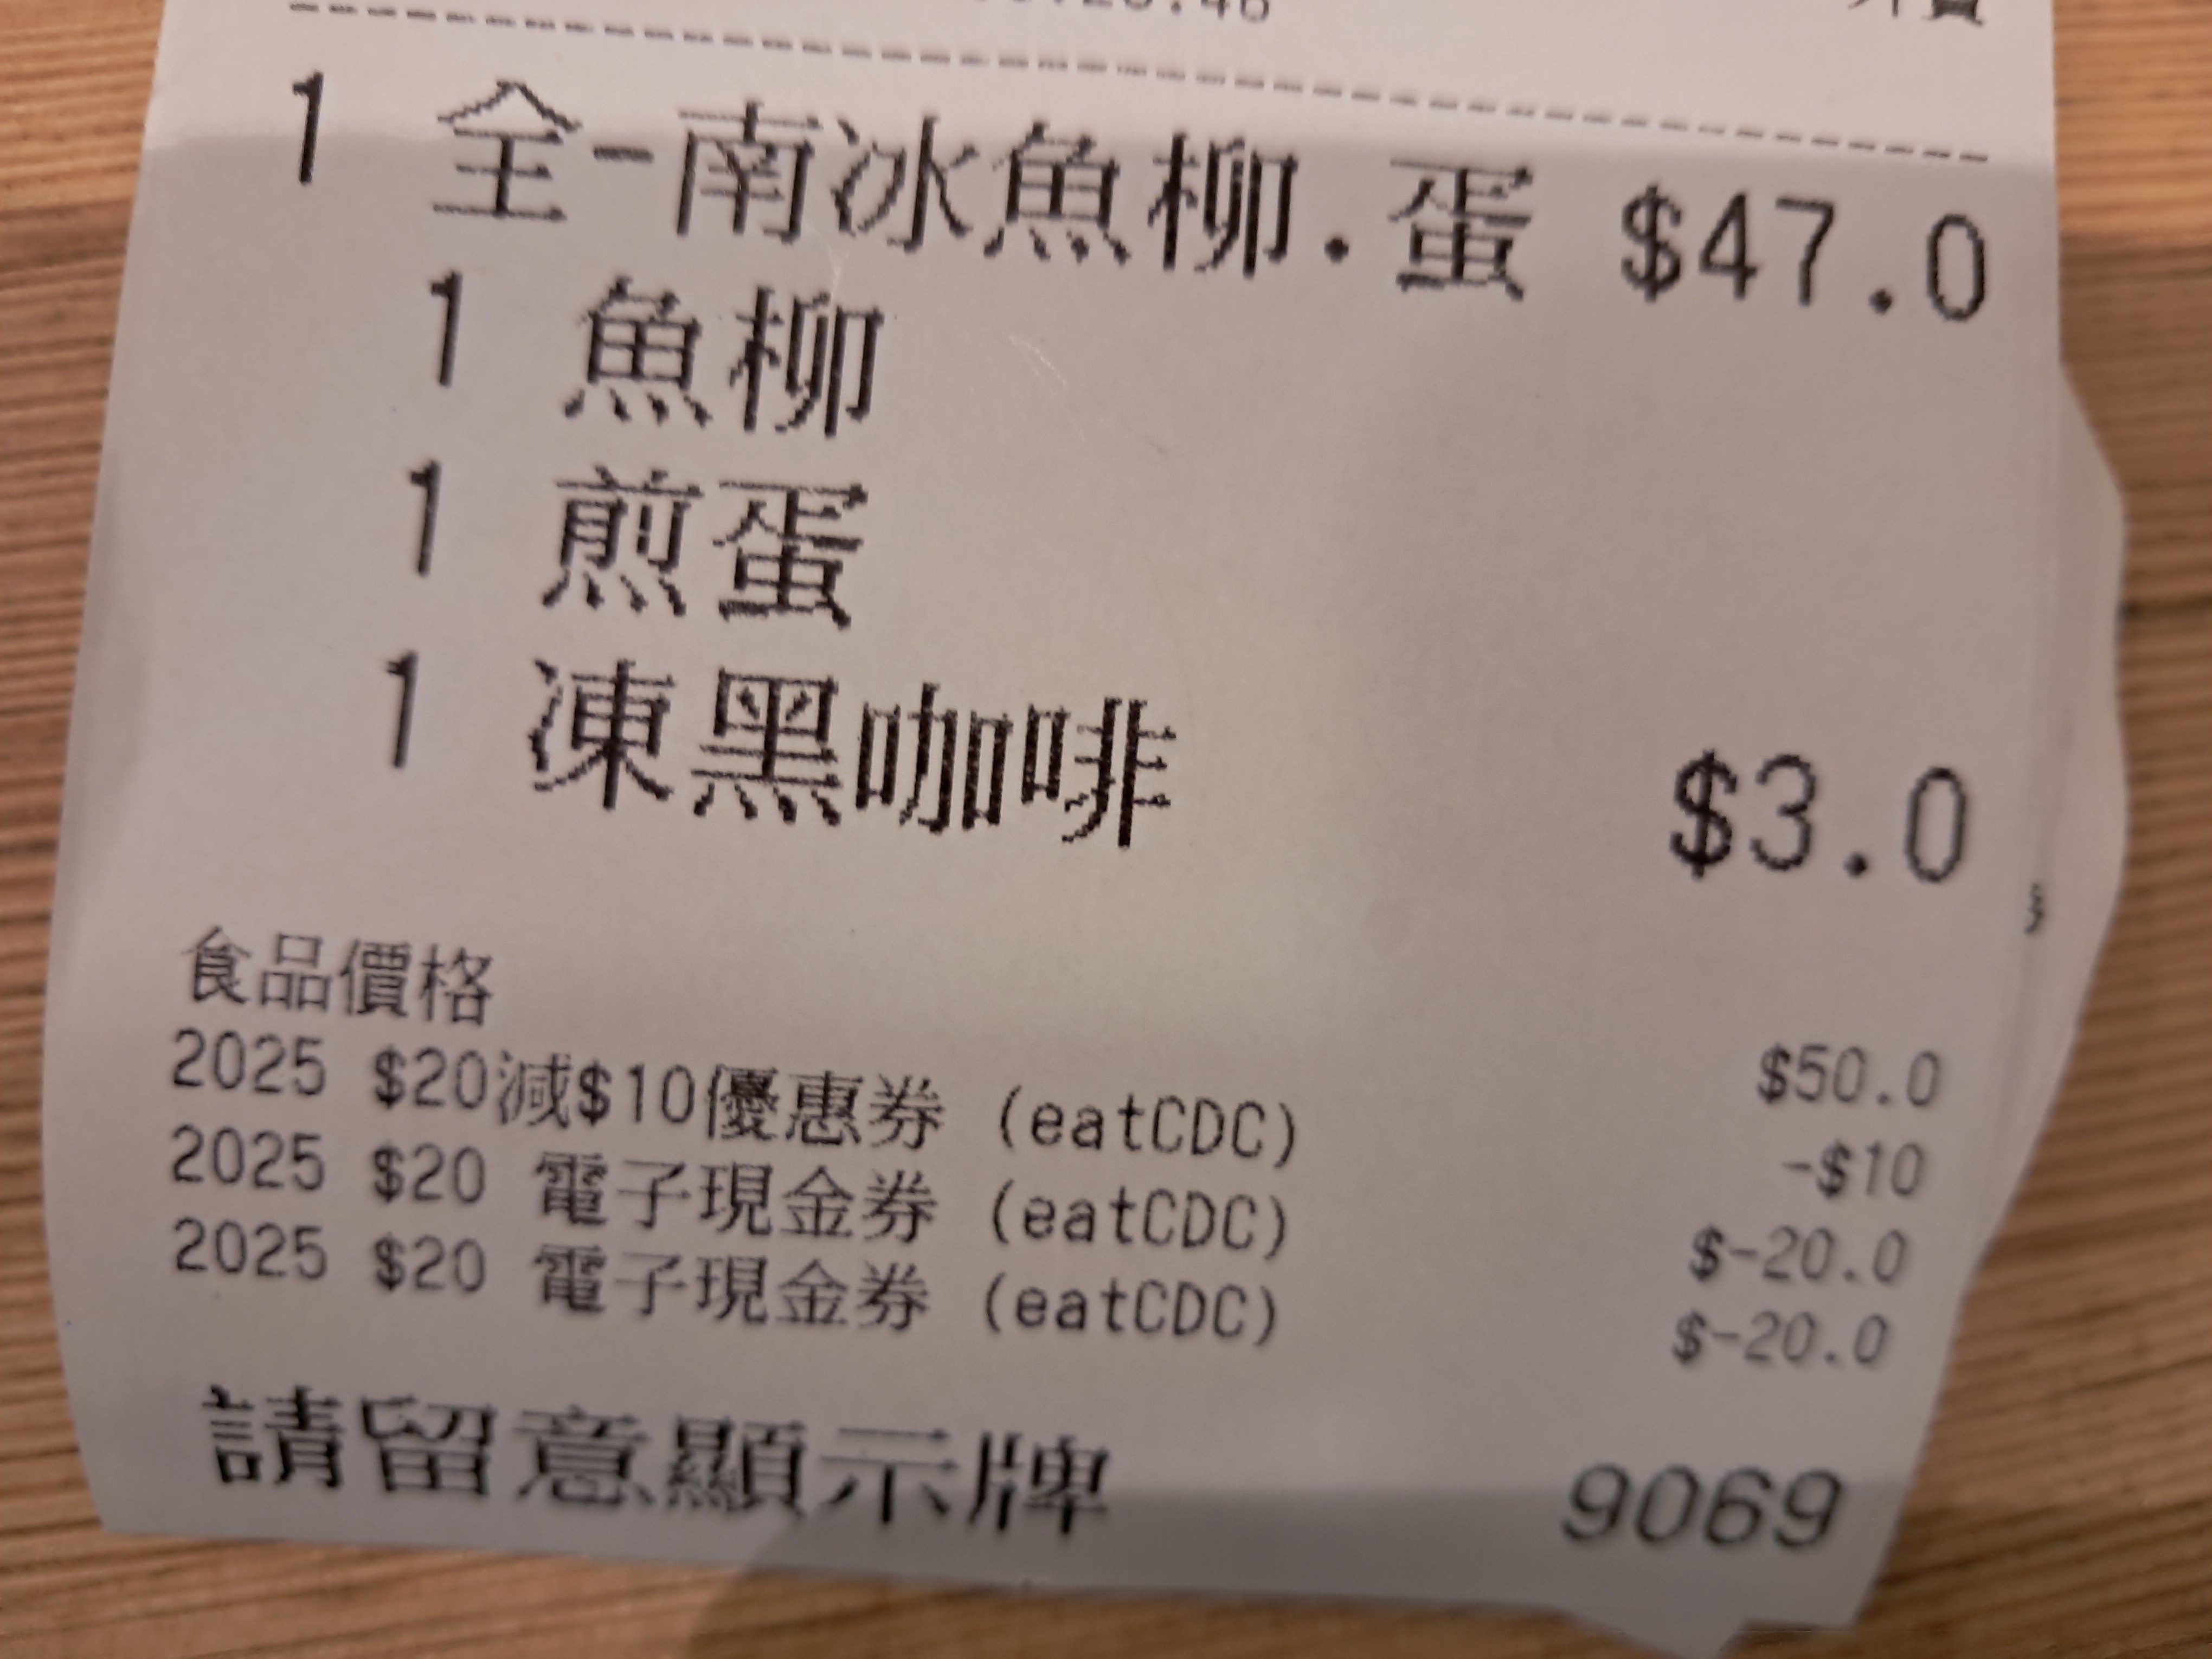 1 全-南冰魚柳.蛋 $47.0
1 魚柳
1 煎蛋
1 凍黑咖啡 $3.0
食品價格 $50.0
2025 $20減$10優惠券 (eatCDC) -$10
2025 $20 電子現金券 (eatCDC) $-20.0
2025 $20 電子現金券 (eatCDC) $-20.0
請留意顯示牌 9069